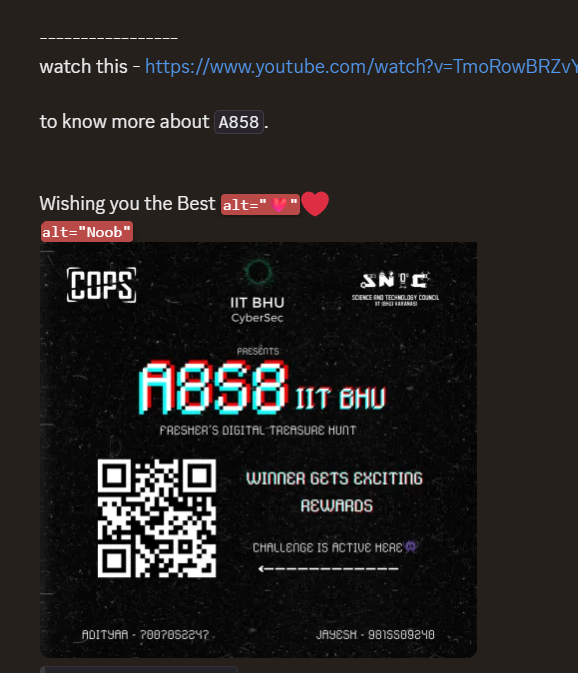 -----------------
watch this - https://www.youtube.com/watch?v=TmoRowBRZvY
to know more about A858.
Wishing you the Best alt="💓"❤️
alt="Noob"
COPS
IIT BHU
CyberSec
SNTC
SCIENCE AND TECHNOLOGY COUNCIL
IIT (BHU) VARANASI
PRESENTS
A858 IIT BHU
FRESHER'S DIGITAL TREASURE HUNT
WINNER GETS EXCITING
REWARDS
CHALLENGE IS ACTIVE HERE
<------------
ADITYAA - 7007052247
JAYESH - 9815509240